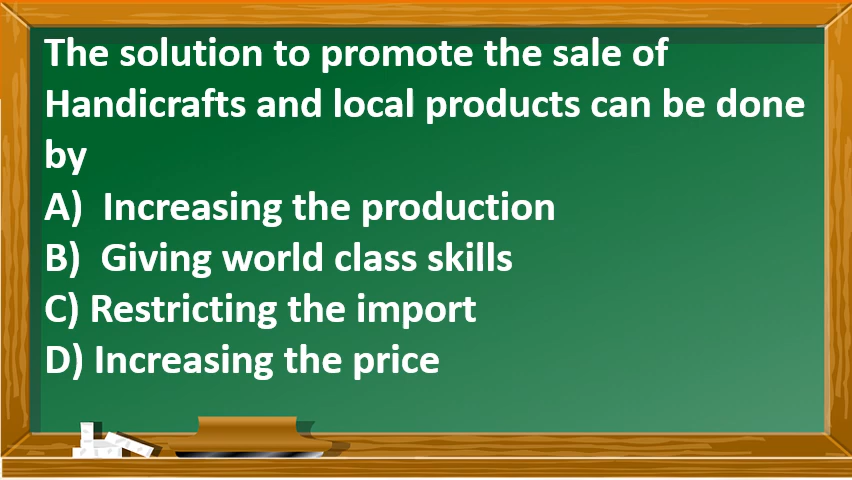 The solution to promote the sale of
Handicrafts and local products can be done
by
A)  Increasing the production
B)  Giving world class skills
C) Restricting the import
D) Increasing the price